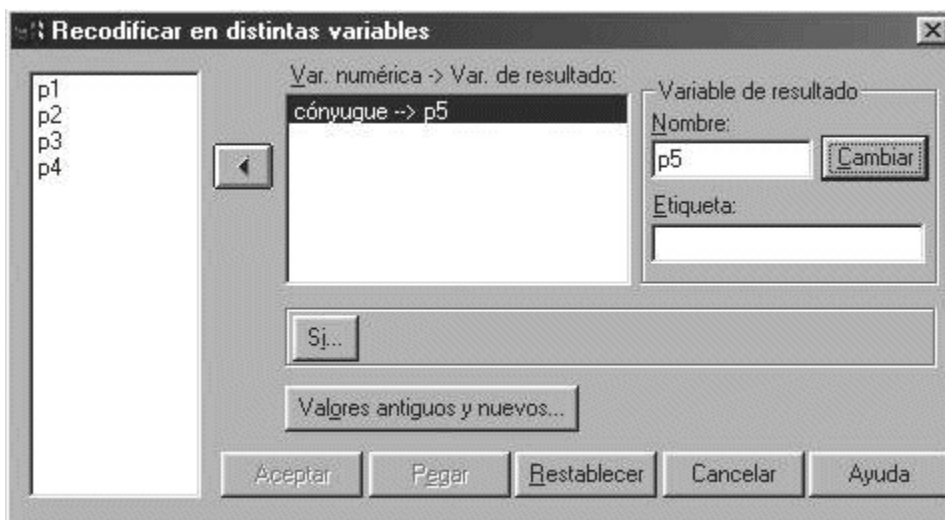 Recodificar en distintas variables
p1
p2
p3
p4
Var. numérica -> Var. de resultado:
cónyugue --> p5
Variable de resultado
Nombre:
p5
Cambiar
Etiqueta:
Si...
Valores antiguos y nuevos...
Aceptar
Pegar
Restablecer
Cancelar
Ayuda